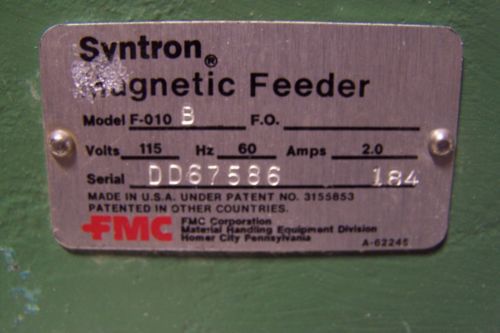 Syntron®
Magnetic Feeder
Model F-010 B F.O.
Volts 115 Hz 60 Amps 2.0
Serial DD67586 184
MADE IN U.S.A. UNDER PATENT NO. 3155853
PATENTED IN OTHER COUNTRIES.
FMC FMC Corporation
Material Handling Equipment Division
Homer City Pennsylvania
A-62245